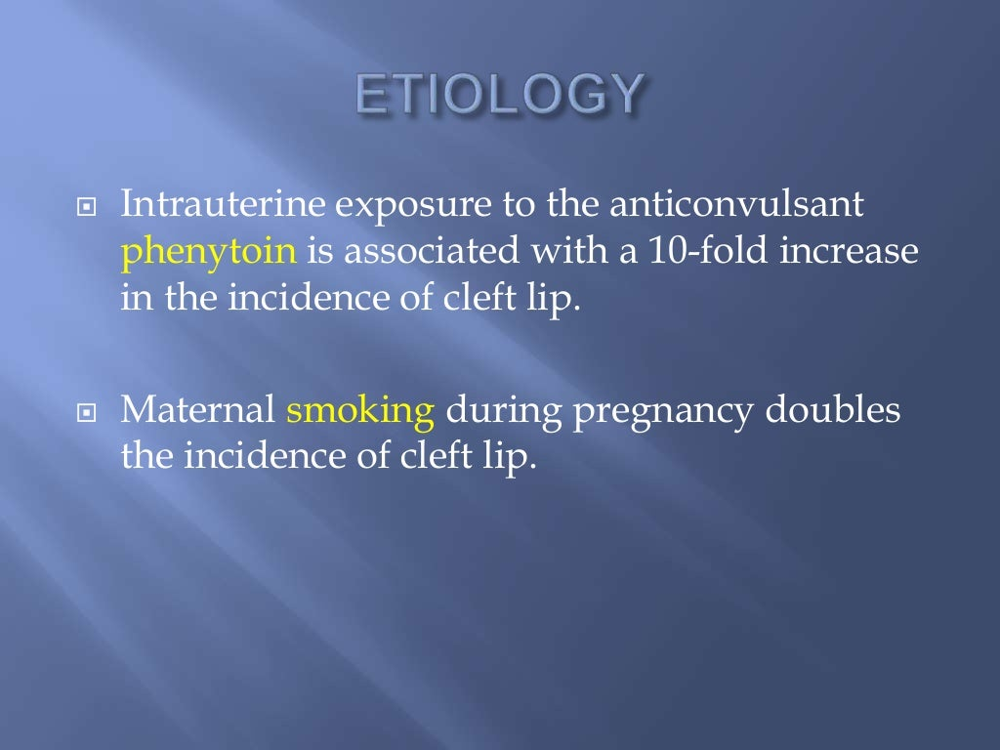 ETIOLOGY
Intrauterine exposure to the anticonvulsant
phenytoin is associated with a 10-fold increase
in the incidence of cleft lip.
Maternal smoking during pregnancy doubles
the incidence of cleft lip.